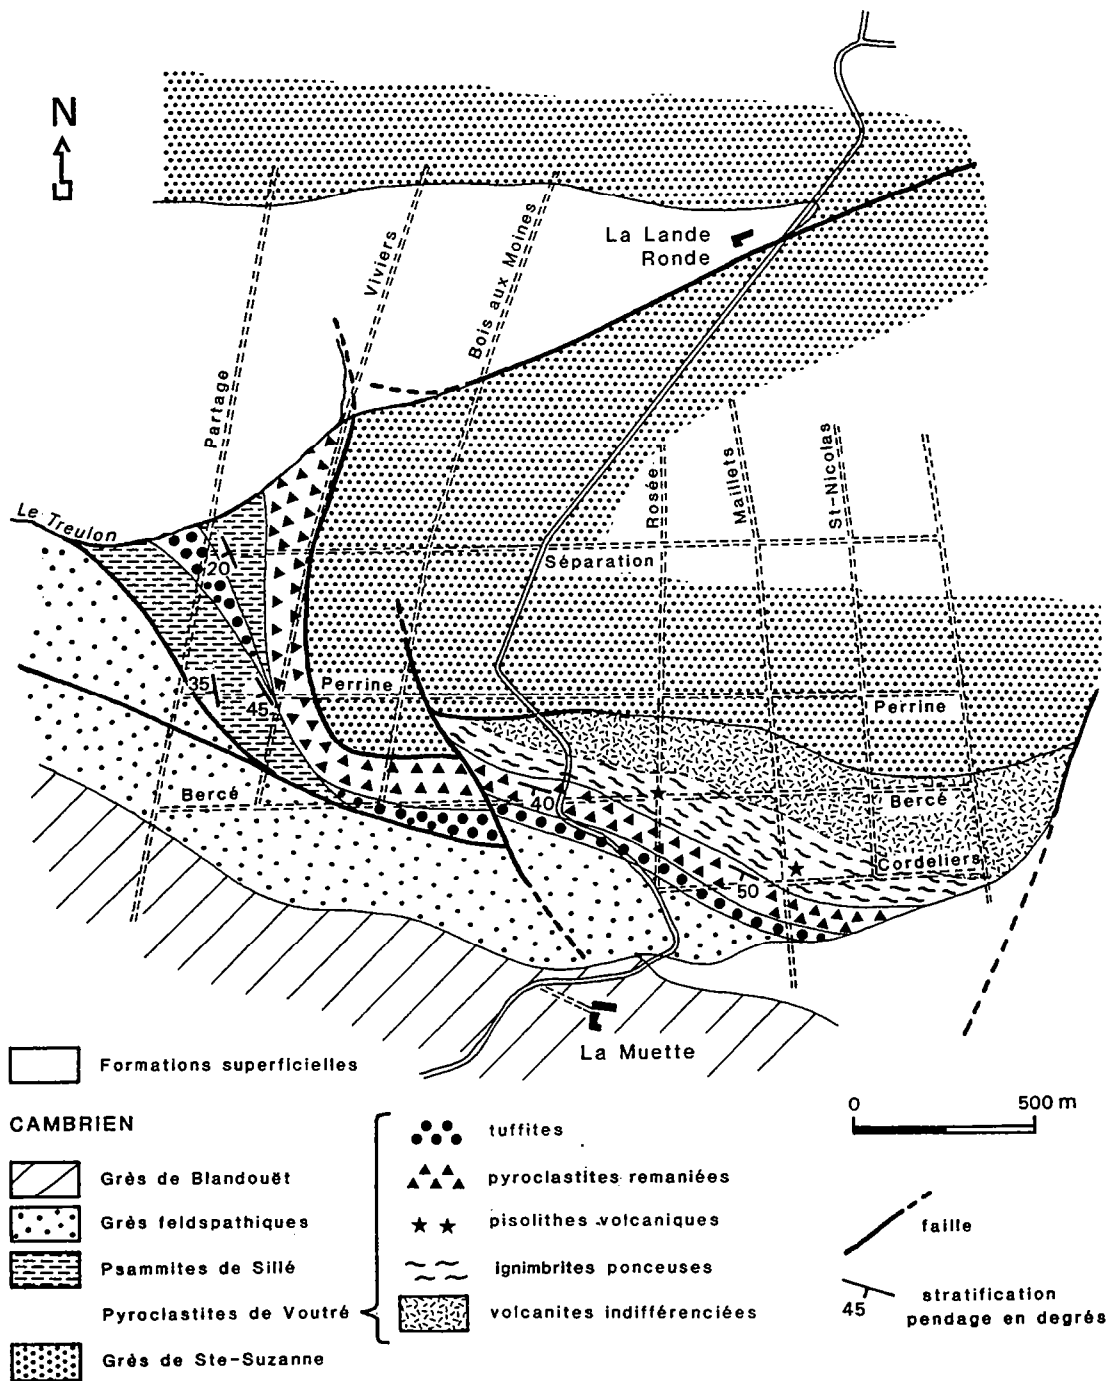 N
La Lande
Ronde
Partage
Viviers
Bois aux Moines
Le Treulon
Rosée
Maillets
St-Nicolas
20
Séparation
35
45
Perrine
Perrine
Bercé
40
Bercé
Cordeliers
50
La Muette
Formations superficielles
0 500 m
CAMBRIEN
Grès de Blandouët
Grès feldspathiques
Psammites de Sillé
Pyroclastites de Voutré
Grès de Ste-Suzanne
tuffites
pyroclastites remaniées
pisolithes volcaniques
ignimbrites ponceuses
volcanites indifférenciées
faille
45
stratification
pendage en degrés